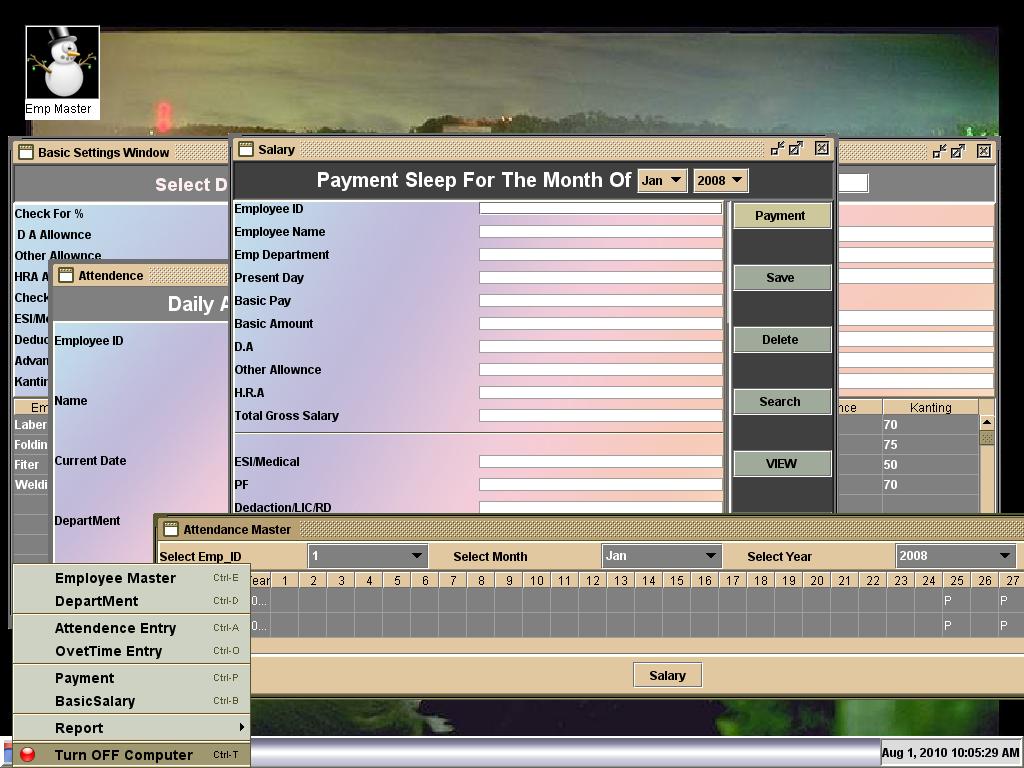 Emp Master
Basic Settings Window
Select D
Check For %
D A Allownce
Other Allownce
HRA A
Check
ESI/Me
Deduc
Advan
Kantin
Em
Laber
Foldin
Fiter
Weldi
nce Kanting
70
75
50
70
Attendence
Daily A
Employee ID
Name
Current Date
DepartMent
Salary
Payment Sleep For The Month Of Jan 2008
Employee ID
Employee Name
Emp Department
Present Day
Basic Pay
Basic Amount
D.A
Other Allownce
H.R.A
Total Gross Salary
ESI/Medical
PF
Dedaction/LIC/RD
Payment
Save
Delete
Search
VIEW
Attendance Master
Select Emp_ID 1 Select Month Jan Select Year 2008
Year 1 2 3 4 5 6 7 8 9 10 11 12 13 14 15 16 17 18 19 20 21 22 23 24 25 26 27
0... P P
0... P P
Salary
Employee Master Ctrl-E
DepartMent Ctrl-D
Attendence Entry Ctrl-A
OvetTime Entry Ctrl-O
Payment Ctrl-P
BasicSalary Ctrl-B
Report
Turn OFF Computer Ctrl-T
Aug 1, 2010 10:05:29 AM